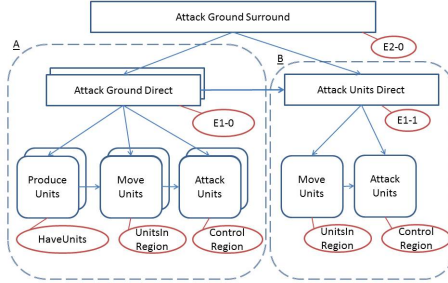 Attack Ground Surround
E2-0
A
B
Attack Ground Direct
Attack Units Direct
E1-0
E1-1
Produce
Units
Move
Units
Attack
Units
Move
Units
Attack
Units
HaveUnits
UnitsIn
Region
Control
Region
UnitsIn
Region
Control
Region